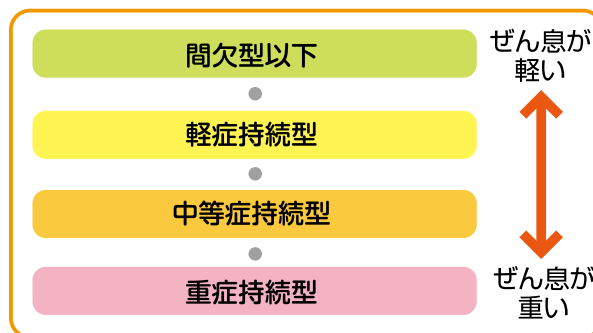 間欠型以下
軽症持続型
中等症持続型
重症持続型
ぜん息が
軽い
ぜん息が
重い